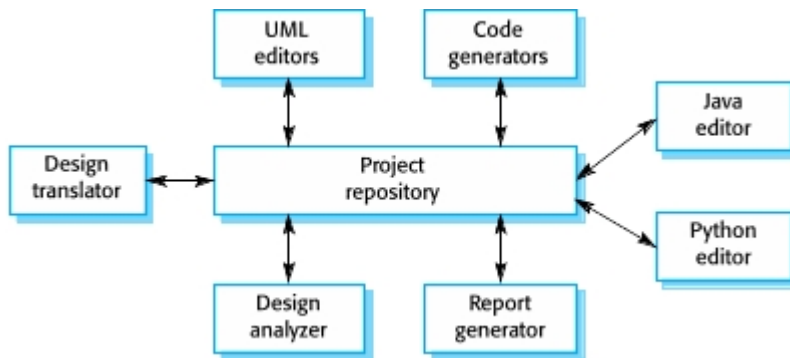 UML
editors
Code
generators
Java
editor
Design
translator
Project
repository
Python
editor
Design
analyzer
Report
generator